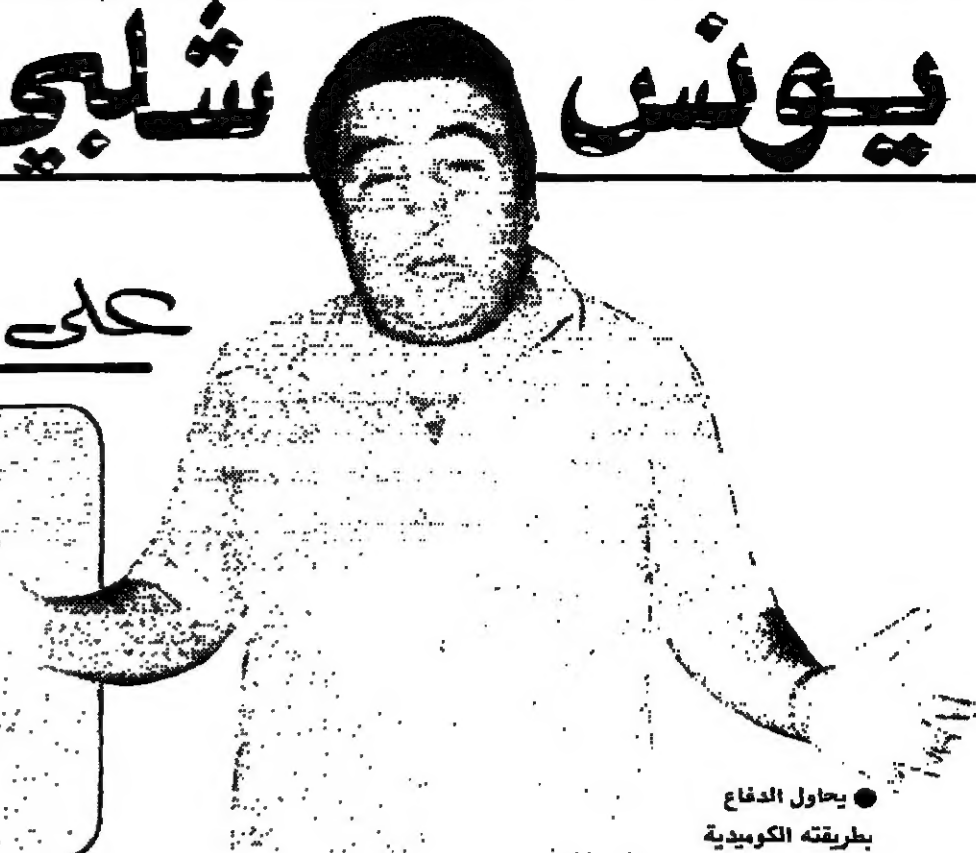 يونس شلبي
على
● يحاول الدفاع
بطريقته الكوميدية